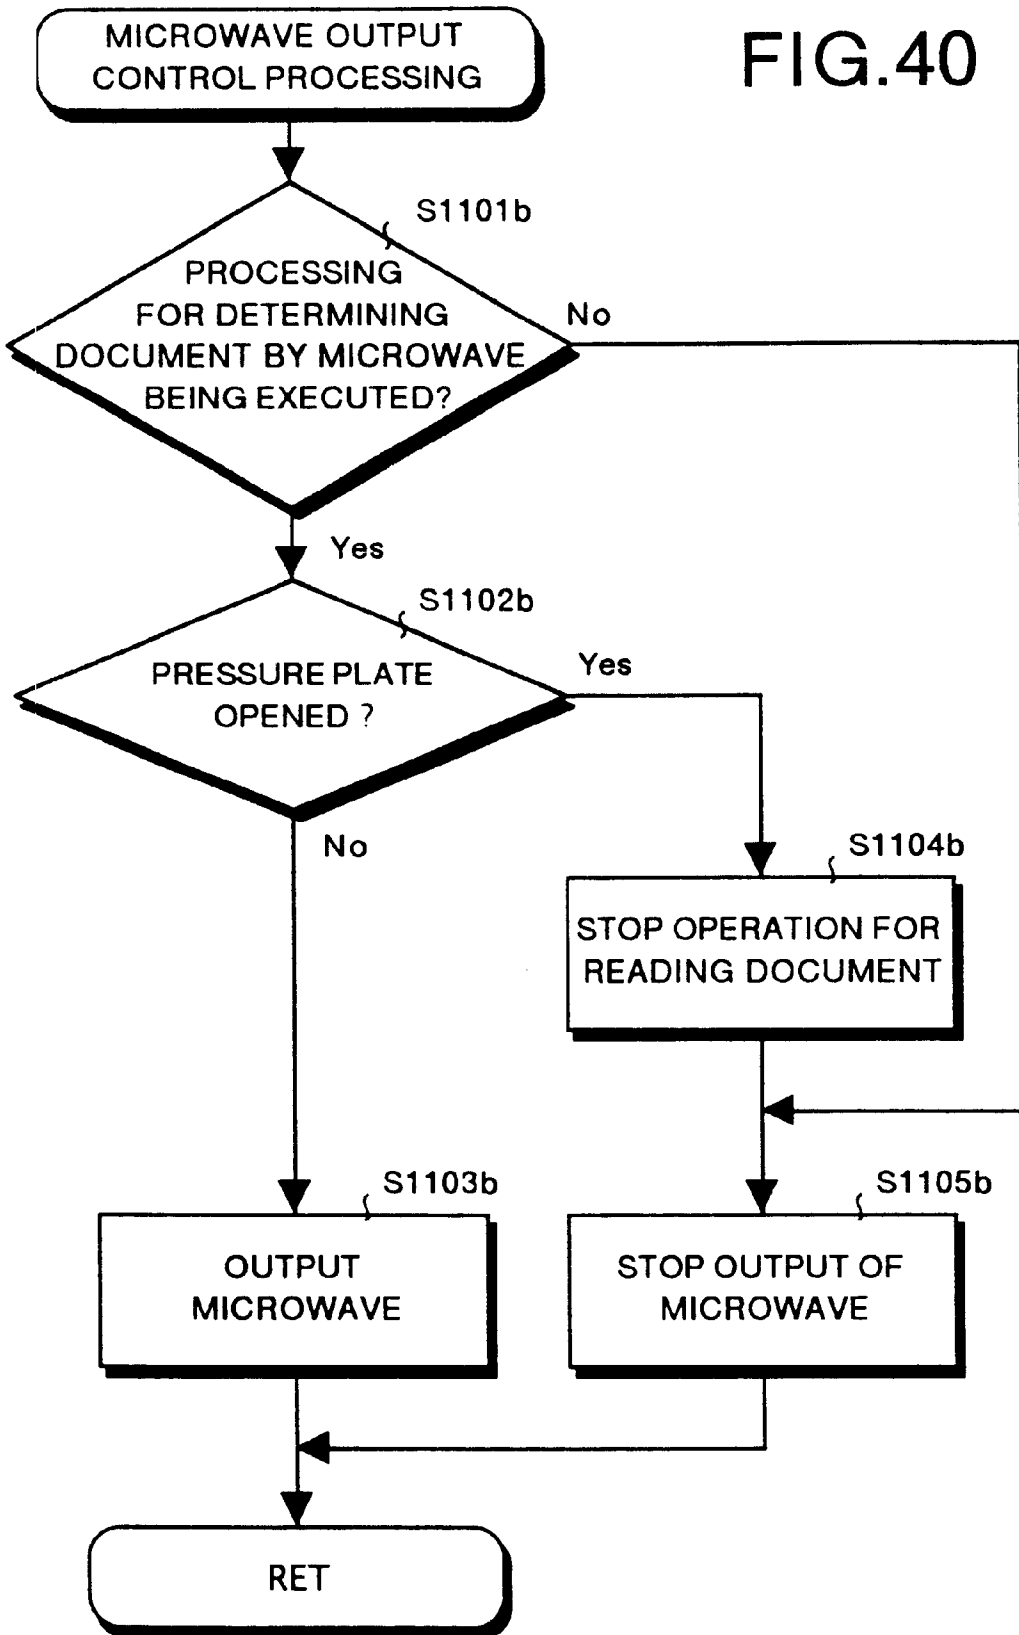 MICROWAVE OUTPUT
CONTROL PROCESSING
FIG.40
S1101b
PROCESSING
FOR DETERMINING
DOCUMENT BY MICROWAVE
BEING EXECUTED?
No
Yes
S1102b
PRESSURE PLATE
OPENED ?
Yes
No
S1104b
STOP OPERATION FOR
READING DOCUMENT
S1103b
OUTPUT
MICROWAVE
S1105b
STOP OUTPUT OF
MICROWAVE
RET